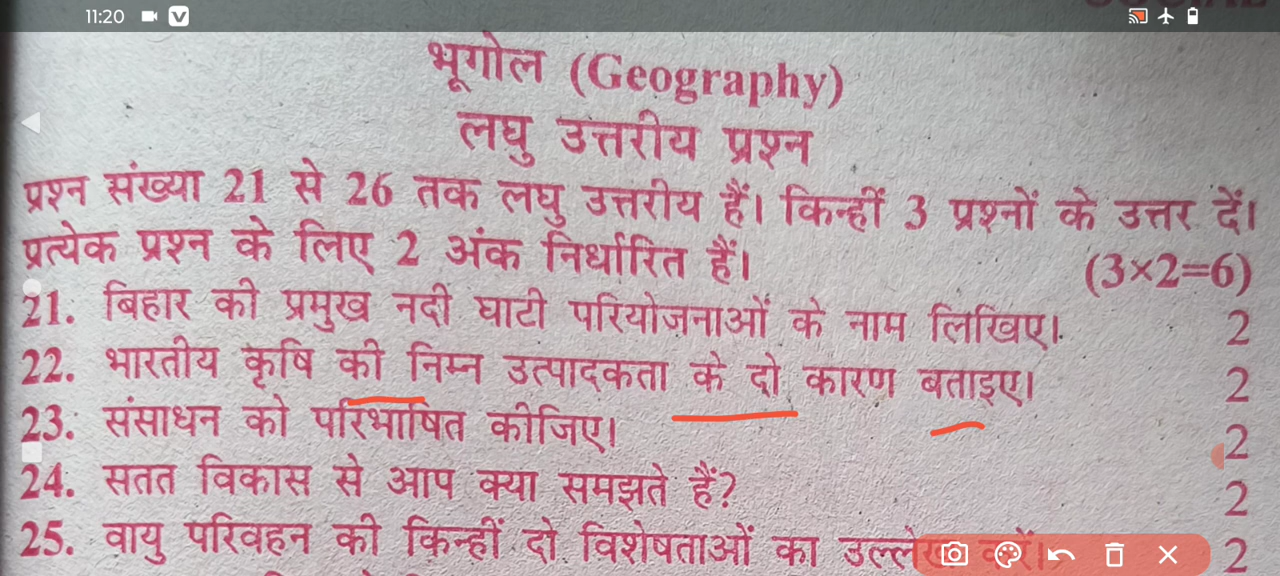 11:20
भूगोल (Geography)
लघु उत्तरीय प्रश्न
प्रश्न संख्या 21 से 26 तक लघु उत्तरीय हैं। किन्हीं 3 प्रश्नों के उत्तर दें।
प्रत्येक प्रश्न के लिए 2 अंक निर्धारित हैं। (3×2=6)
21. बिहार की प्रमुख नदी घाटी परियोजनाओं के नाम लिखिए। 2
22. भारतीय कृषि की निम्न उत्पादकता के दो कारण बताइए। 2
23. संसाधन को परिभाषित कीजिए। 2
24. सतत विकास से आप क्या समझते हैं? 2
25. वायु परिवहन की किन्हीं दो विशेषताओं का उल्लेख करें। 2